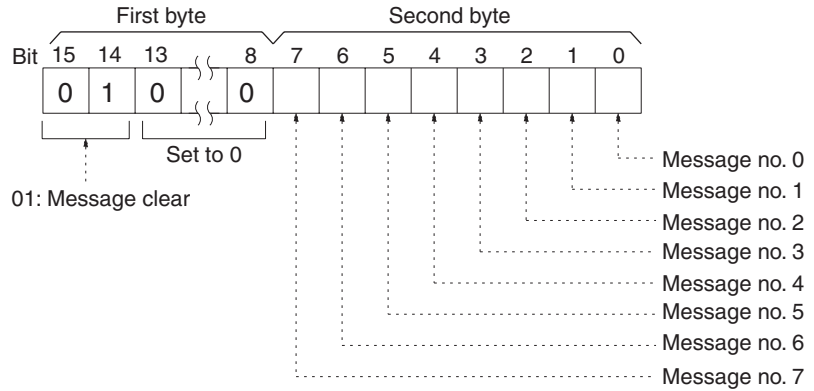 First byte Second byte
Bit 15 14 13 8 7 6 5 4 3 2 1 0
0 1 0 0
Set to 0
01: Message clear
Message no. 0
Message no. 1
Message no. 2
Message no. 3
Message no. 4
Message no. 5
Message no. 6
Message no. 7